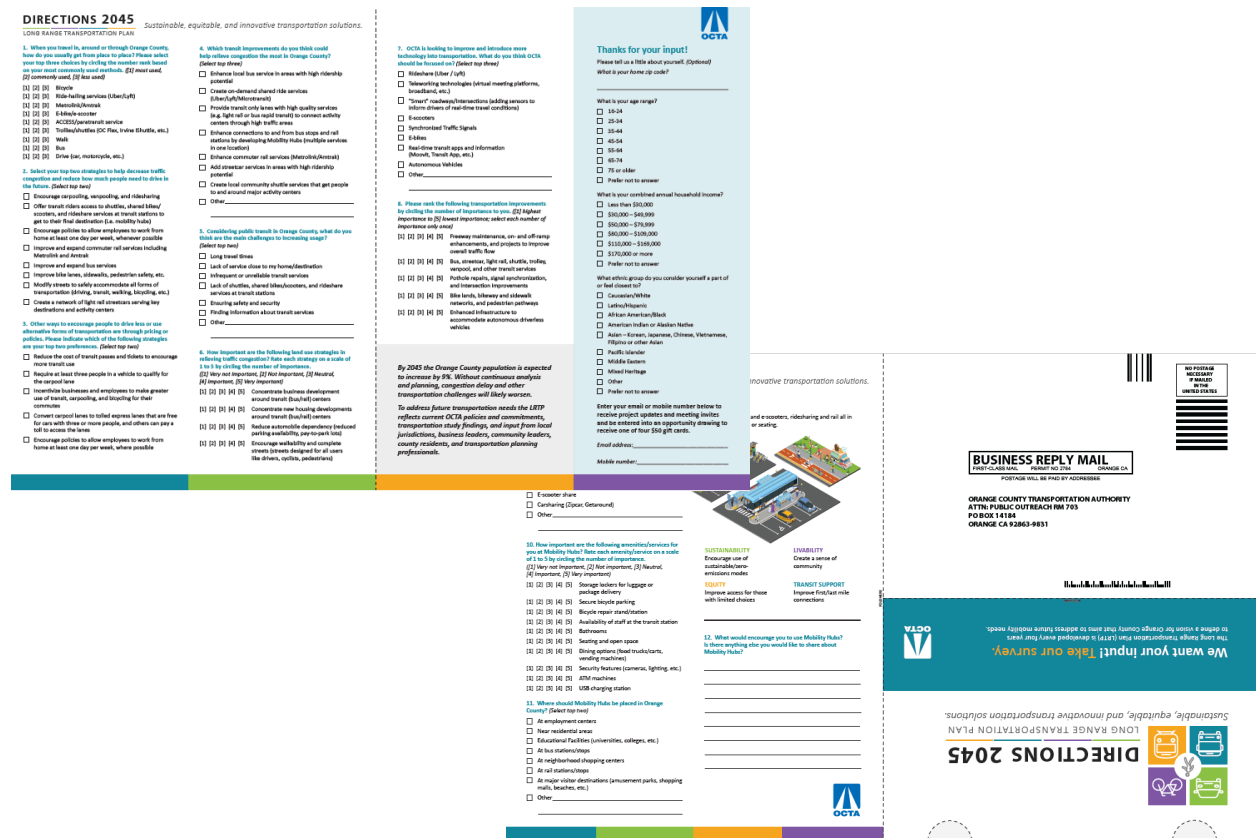 DIRECTIONS 2045
LONG RANGE TRANSPORTATION PLAN
Sustainable, equitable, and innovative transportation solutions.
1. When you travel in, around or through Orange County,
how do you usually get from place to place? Please select
your top three choices by circling the number rank based
on your most commonly used methods. ([1] most used,
[2] commonly used, [3] less used)
[1] [2] [3] Bicycle
[1] [2] [3] Ride-hailing services (Uber/Lyft)
[1] [2] [3] Metrolink/Amtrak
[1] [2] [3] E-bike/e-scooter
[1] [2] [3] ACCESS/paratransit service
[1] [2] [3] Trollies/shuttles (OC Flex, Irvine iShuttle, etc.)
[1] [2] [3] Walk
[1] [2] [3] Bus
[1] [2] [3] Drive (car, motorcycle, etc.)
2. Select your top two strategies to help decrease traffic
congestion and reduce how much people need to drive in
the future. (Select top two)
Encourage carpooling, vanpooling, and ridesharing
Offer transit riders access to shuttles, shared bikes/
scooters, and rideshare services at transit stations to
get to their final destination (i.e. mobility hubs)
Encourage policies to allow employees to work from
home at least one day per week, whenever possible
Improve and expand commuter rail services including
Metrolink and Amtrak
Improve and expand bus services
Improve bike lanes, sidewalks, pedestrian safety, etc.
Modify streets to safely accommodate all forms of
transportation (driving, transit, walking, bicycling, etc.)
Create a network of light rail streetcars serving key
destinations and activity centers
3. Other ways to encourage people to drive less or use
alternative forms of transportation are through pricing or
policies. Please indicate which of the following strategies
are your top two preferences. (Select top two)
Reduce the cost of transit passes and tickets to encourage
more transit use
Require at least three people in a vehicle to qualify for
the carpool lane
Incentivize businesses and employees to make greater
use of transit, carpooling, and bicycling for their
commutes
Convert carpool lanes to tolled express lanes that are free
for cars with three or more people, and others can pay a
toll to access the lanes
Encourage policies to allow employees to work from
home at least one day per week, where possible
4. Which transit improvements do you think could
help relieve congestion the most in Orange County?
(Select top two)
Enhance local bus service in areas with high ridership
potential
Create on-demand shared ride services
(Uber/Lyft/Microtransit)
Provide transit only lanes with high quality services
(e.g. light rail or bus rapid transit) to connect activity
centers through high traffic areas
Enhance connections to and from bus stops and rail
stations by developing Mobility Hubs (multiple services
in one location)
Enhance commuter rail services (Metrolink/Amtrak)
Add streetcar services in areas with high ridership
potential
Create local community shuttle services that get people
to and around major activity centers
Other
5. Considering public transit in Orange County, what do you
think are the main challenges to increasing usage?
(Select top two)
Long travel times
Lack of service close to my home/destination
Infrequent or unreliable transit services
Lack of shuttles, shared bikes/scooters, and rideshare
services at transit stations
Ensuring safety and security
Finding information about transit services
Other
6. How important are the following land use strategies in
relieving traffic congestion? Rate each strategy on a scale of
1 to 5 by circling the number of importance.
([1] Very not important, [2] Not important, [3] Neutral,
[4] Important, [5] Very important)
[1] [2] [3] [4] [5] Concentrate business development
around transit (bus/rail) centers
[1] [2] [3] [4] [5] Concentrate new housing developments
around transit (bus/rail) centers
[1] [2] [3] [4] [5] Reduce automobile dependency (reduced
parking availability, pay-to-park lots)
[1] [2] [3] [4] [5] Encourage walkability and complete
streets (streets designed for all users
like drivers, cyclists, pedestrians)
7. OCTA is looking to improve and introduce more
technology into transportation. What do you think OCTA
should be focused on? (Select top three)
Rideshare (Uber / Lyft)
Teleworking technologies (virtual meeting platforms,
broadband, etc.)
"Smart" roadways/intersections (adding sensors to
inform drivers of real-time travel conditions)
E-scooters
Synchronized Traffic Signals
E-bikes
Real-time transit apps and information
(Moovit, Transit App, etc.)
Autonomous Vehicles
Other
8. Please rank the following transportation improvements
by circling the number of importance to you. ([1] highest
importance to [5] lowest importance; select each number of
importance only once)
[1] [2] [3] [4] [5] Freeway maintenance, on- and off-ramp
enhancements, and projects to improve
overall traffic flow
[1] [2] [3] [4] [5] Bus, streetcar, light rail, shuttle, trolley,
vanpool, and other transit services
[1] [2] [3] [4] [5] Pothole repairs, signal synchronization,
and intersection improvements
[1] [2] [3] [4] [5] Bike lands, bikeway and sidewalk
networks, and pedestrian pathways
[1] [2] [3] [4] [5] Enhanced infrastructure to
accommodate autonomous driverless
vehicles
By 2045 the Orange County population is expected
to increase by 9%. Without continuous analysis
and planning, congestion delay and other
transportation challenges will likely worsen.
To address future transportation needs the LRTP
reflects current OCTA policies and commitments,
transportation study findings, and input from local
jurisdictions, business leaders, community leaders,
county residents, and transportation planning
professionals.
OCTA
Thanks for your input!
Please tell us a little about yourself. (Optional)
What is your home zip code?
What is your age range?
16-24
25-34
35-44
45-54
55-64
65-74
75 or older
Prefer not to answer
What is your combined annual household income?
Less than $30,000
$30,000 – $49,999
$50,000 – $79,999
$80,000 – $109,000
$110,000 – $169,000
$170,000 or more
Prefer not to answer
What ethnic group do you consider yourself a part of
or feel closest to?
Caucasian/White
Latino/Hispanic
African American/Black
American Indian or Alaskan Native
Asian – Korean, Japanese, Chinese, Vietnamese,
Filipino or other Asian
Pacific Islander
Middle Eastern
Mixed Heritage
Other
Prefer not to answer
Enter your email or mobile number below to
receive project updates and meeting invites
and be entered into an opportunity drawing to
receive one of four $50 gift cards.
Email address:
Mobile number:
novative transportation solutions.
and e-scooters, ridesharing and rail all in
or seating.
E-scooter share
Carsharing (Zipcar, Getaround)
Other
10. How important are the following amenities/services for
you at Mobility Hubs? Rate each amenity/service on a scale
of 1 to 5 by circling the number of importance.
([1] Very not important, [2] Not important, [3] Neutral,
[4] Important, [5] Very important)
[1] [2] [3] [4] [5] Storage lockers for luggage or
package delivery
[1] [2] [3] [4] [5] Secure bicycle parking
[1] [2] [3] [4] [5] Bicycle repair stand/station
[1] [2] [3] [4] [5] Availability of staff at the transit station
[1] [2] [3] [4] [5] Bathrooms
[1] [2] [3] [4] [5] Seating and open space
[1] [2] [3] [4] [5] Dining options (food trucks/carts,
vending machines)
[1] [2] [3] [4] [5] Security features (cameras, lighting, etc.)
[1] [2] [3] [4] [5] ATM machines
[1] [2] [3] [4] [5] USB charging station
11. Where should Mobility Hubs be placed in Orange
County? (Select top two)
At employment centers
Near residential areas
Educational Facilities (universities, colleges, etc.)
At bus stations/stops
At neighborhood shopping centers
At rail stations/stops
At major visitor destinations (amusement parks, shopping
malls, beaches, etc.)
Other
SUSTAINABILITY
Encourage use of
sustainable/zero-
emissions modes
LIVABILITY
Create a sense of
community
EQUITY
Improve access for those
with limited choices
TRANSIT SUPPORT
Improve first/last mile
connections
12. What would encourage you to use Mobility Hubs?
Is there anything else you would like to share about
Mobility Hubs?
OCTA
NO POSTAGE
NECESSARY
IF MAILED
IN THE
UNITED STATES
BUSINESS REPLY MAIL
FIRST-CLASS MAIL PERMIT NO 2784 ORANGE CA
POSTAGE WILL BE PAID BY ADDRESSEE
ORANGE COUNTY TRANSPORTATION AUTHORITY
ATTN: PUBLIC OUTREACH RM 703
PO BOX 14184
ORANGE CA 92863-9831
We want your input! Take our survey.
The Long Range Transportation Plan (LRTP) is developed every four years
to define a vision for Orange County that aims to address future mobility needs.
OCTA
DIRECTIONS 2045
LONG RANGE TRANSPORTATION PLAN
Sustainable, equitable, and innovative transportation solutions.